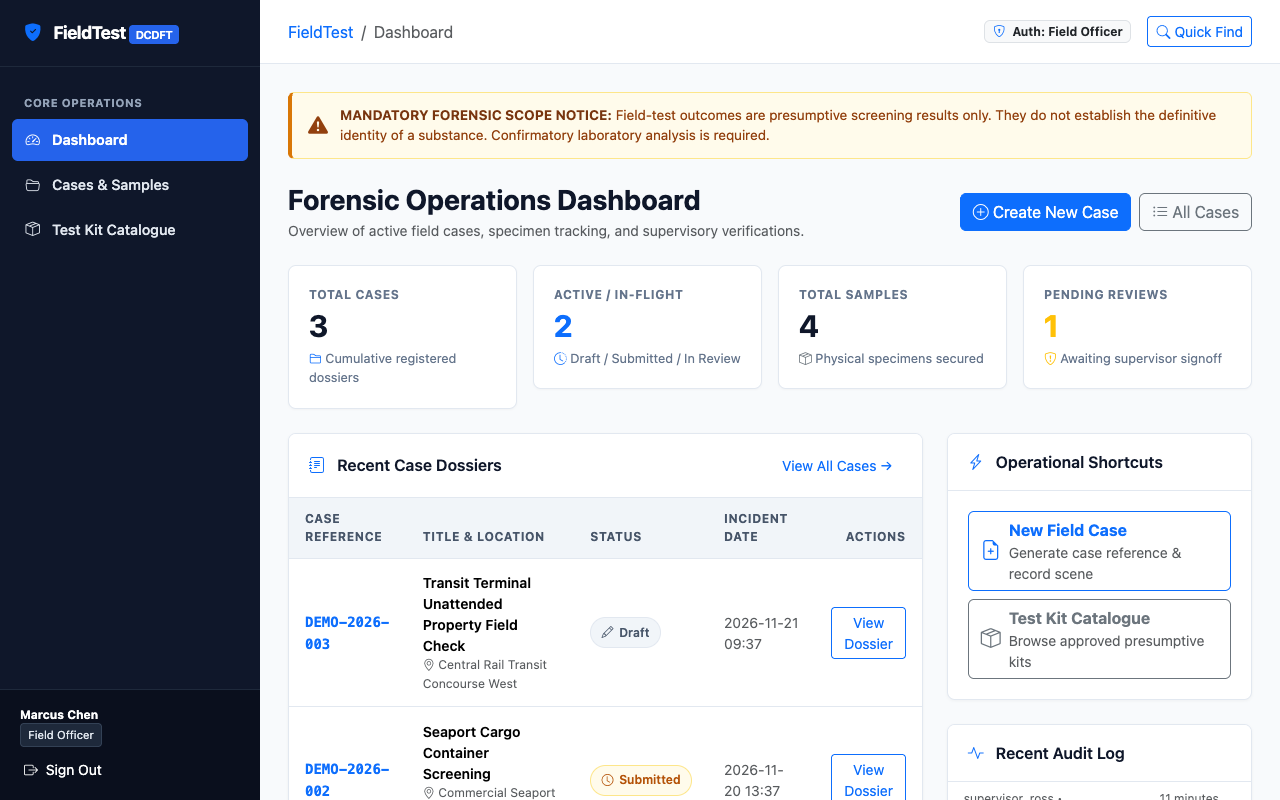 FieldTest DCDFT
CORE OPERATIONS
Dashboard
Cases & Samples
Test Kit Catalogue
Marcus Chen
Field Officer
Sign Out
FieldTest / Dashboard
Auth: Field Officer
Quick Find
MANDATORY FORENSIC SCOPE NOTICE: Field-test outcomes are presumptive screening results only. They do not establish the definitive
identity of a substance. Confirmatory laboratory analysis is required.
Forensic Operations Dashboard
Overview of active field cases, specimen tracking, and supervisory verifications.
Create New Case
All Cases
TOTAL CASES
3
Cumulative registered
dossiers
ACTIVE / IN-FLIGHT
2
Draft / Submitted / In Review
TOTAL SAMPLES
4
Physical specimens secured
PENDING REVIEWS
1
Awaiting supervisor signoff
Recent Case Dossiers
View All Cases →
CASE
REFERENCE
TITLE & LOCATION
STATUS
INCIDENT
DATE
ACTIONS
DEMO-2026-
003
Transit Terminal
Unattended
Property Field
Check
Central Rail Transit
Concourse West
Draft
2026-11-21
09:37
View
Dossier
DEMO-2026-
002
Seaport Cargo
Container
Screening
Commercial Seaport
Submitted
2026-11-
20 13:37
View
Dossier
Operational Shortcuts
New Field Case
Generate case reference &
record scene
Test Kit Catalogue
Browse approved presumptive
kits
Recent Audit Log
supervisor_ross •
11 minutes